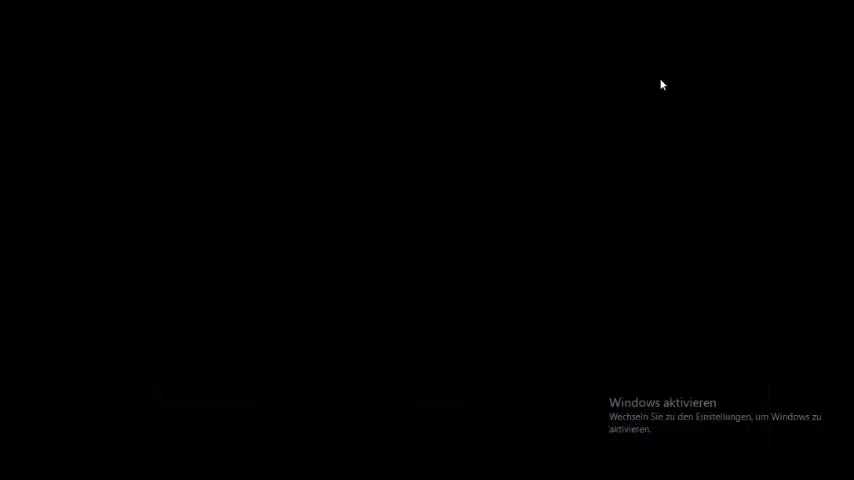 Windows aktivieren
Wechseln Sie zu den Einstellungen, um Windows zu
aktivieren.